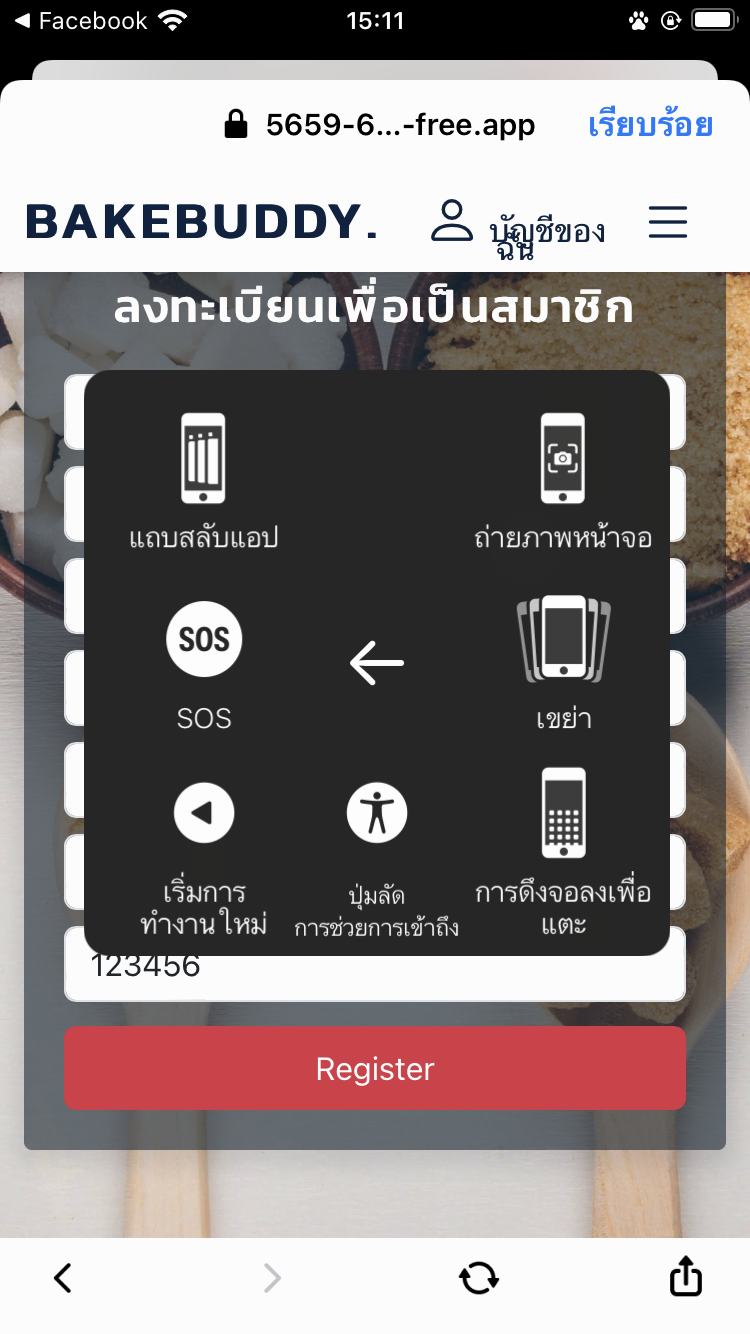 Facebook 15:11
5659-6...-free.app เรียบร้อย
BAKEBUDDY. บัญชีของ
ฉัน
ลงทะเบียนเพื่อเป็นสมาชิก
แถบสลับแอป ถ่ายภาพหน้าจอ
SOS
SOS เขย่า
เริ่มการ
ทำงานใหม่
ปุ่มลัด
การช่วยการเข้าถึง
การดึงจอลงเพื่อ
แตะ
123456
Register